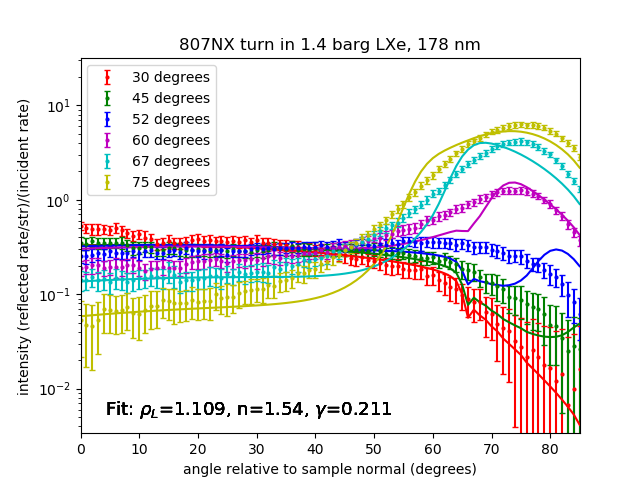 807NX turn in 1.4 barg LXe, 178 nm
intensity (reflected rate/str)/(incident rate)
10¹
10⁰
10⁻¹
10⁻²
30 degrees
45 degrees
52 degrees
60 degrees
67 degrees
75 degrees
Fit: ρ_L=1.109, n=1.54, γ=0.211
0 10 20 30 40 50 60 70 80
angle relative to sample normal (degrees)